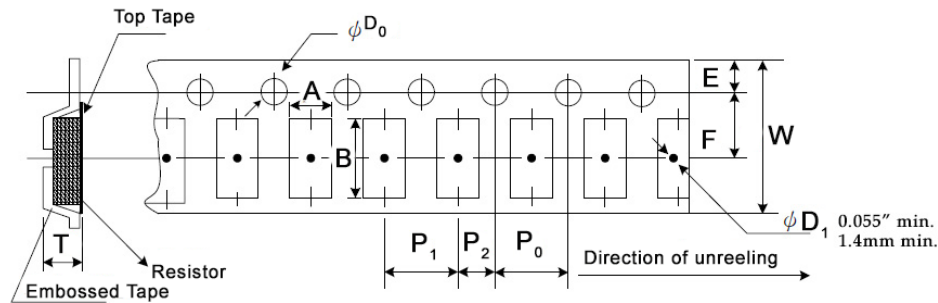 Top Tape
ϕD0
A
E
F
W
B
ϕD1 0.055″ min.
1.4mm min.
T
P1
P2
P0
Direction of unreeling
Resistor
Embossed Tape